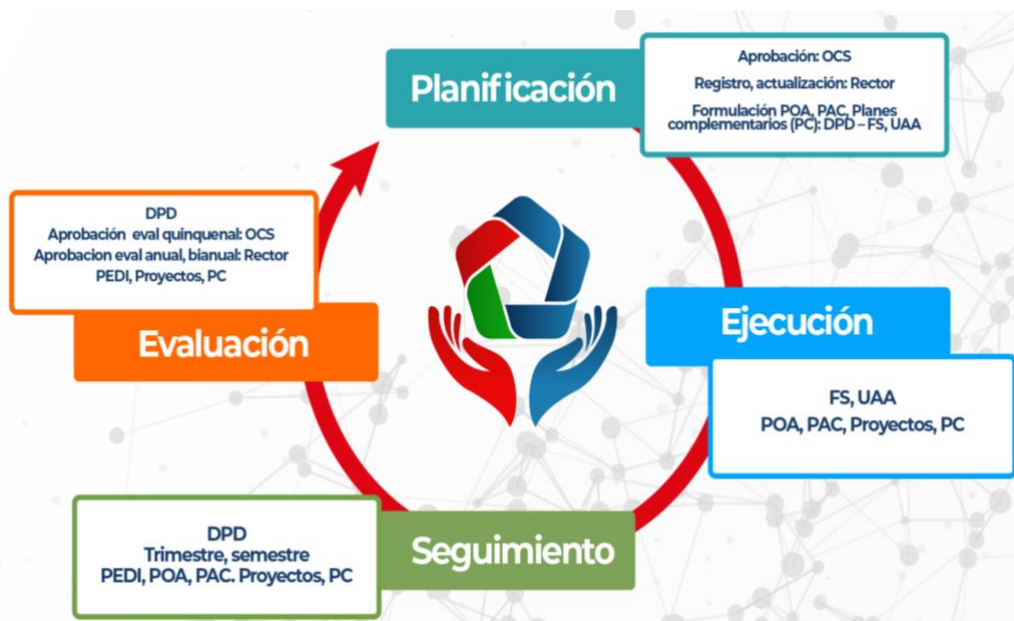 Planificación
Aprobación: OCS
Registro, actualización: Rector
Formulación POA, PAC, Planes
complementarios (PC): DPD – FS, UAA
Ejecución
FS, UAA
POA, PAC, Proyectos, PC
Seguimiento
DPD
Trimestre, semestre
PEDI, POA, PAC. Proyectos, PC
Evaluación
DPD
Aprobación eval quinquenal: OCS
Aprobacion eval anual, bianual: Rector
PEDI, Proyectos, PC